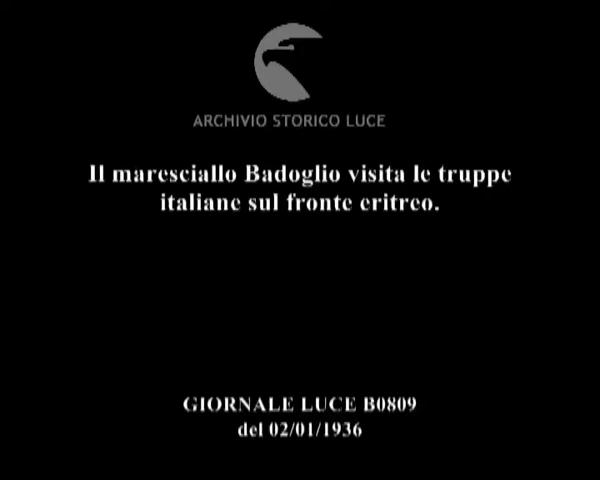 ARCHIVIO STORICO LUCE
Il maresciallo Badoglio visita le truppe
italiane sul fronte eritreo.
GIORNALE LUCE B0809
del 02/01/1936